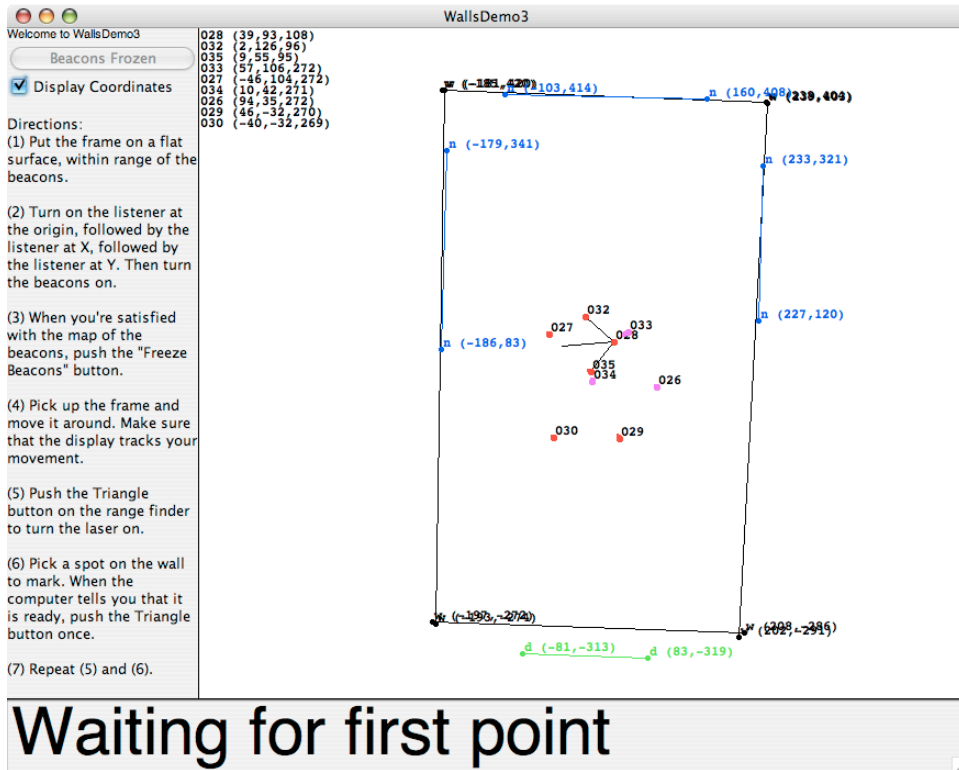 WallsDemo3
Welcome to WallsDemo3
Beacons Frozen
Display Coordinates
Directions:
(1) Put the frame on a flat
surface, within range of the
beacons.
(2) Turn on the listener at
the origin, followed by the
listener at X, followed by
the listener at Y. Then turn
the beacons on.
(3) When you're satisfied
with the map of the
beacons, push the "Freeze
Beacons" button.
(4) Pick up the frame and
move it around. Make sure
that the display tracks your
movement.
(5) Push the Triangle
button on the range finder
to turn the laser on.
(6) Pick a spot on the wall
to mark. When the
computer tells you that it
is ready, push the Triangle
button once.
(7) Repeat (5) and (6).
028 (39,93,108)
032 (2,126,96)
035 (9,55,95)
033 (57,106,272)
027 (-46,104,272)
034 (10,42,271)
026 (94,35,272)
029 (46,-32,270)
030 (-40,-32,269)
n (-103,414)
n (160,408)
n (-179,341)
n (233,321)
n (227,120)
n (-186,83)
032
027
033
028
035
034
026
030
029
d (-81,-313)
d (83,-319)
Waiting for first point